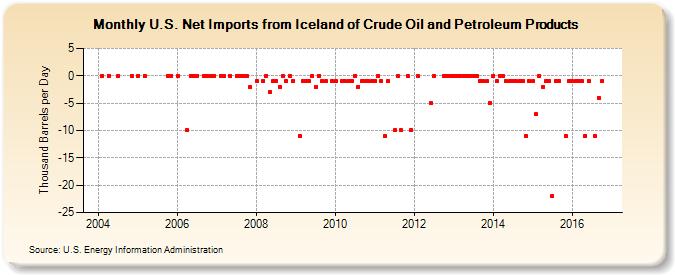 Monthly U.S. Net Imports from Iceland of Crude Oil and Petroleum Products
Thousand Barrels per Day
5
0
-5
-10
-15
-20
-25
2004 2006 2008 2010 2012 2014 2016
Source: U.S. Energy Information Administration